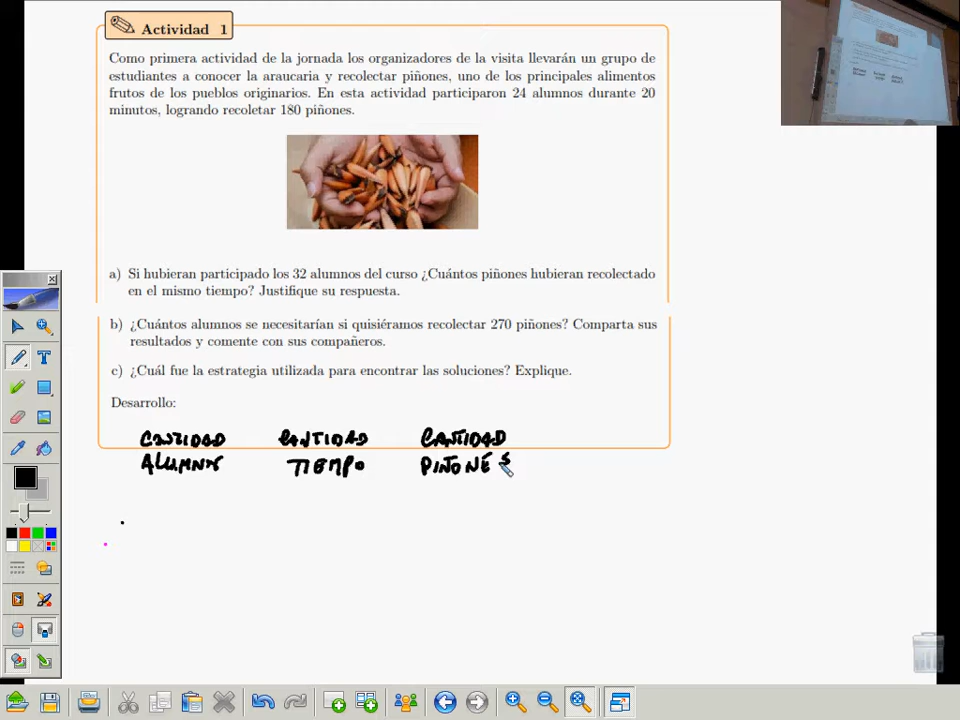 Actividad 1
Como primera actividad de la jornada los organizadores de la visita llevarán un grupo de
estudiantes a conocer la araucaria y recolectar piñones, uno de los principales alimentos
frutos de los pueblos originarios. En esta actividad participaron 24 alumnos durante 20
minutos, logrando recoletar 180 piñones.
a) Si hubieran participado los 32 alumnos del curso ¿Cuántos piñones hubieran recolectado
en el mismo tiempo? Justifique su respuesta.
b) ¿Cuántos alumnos se necesitarían si quisiéramos recolectar 270 piñones? Comparta sus
resultados y comente con sus compañeros.
c) ¿Cuál fue la estrategia utilizada para encontrar las soluciones? Explique.
Desarrollo:
CANTIDAD CANTIDAD CANTIDAD
ALUMNOS TIEMPO PIÑONES